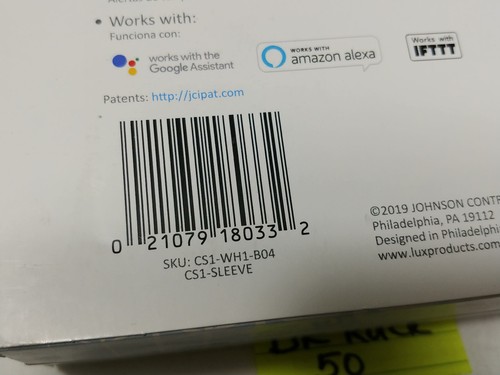 • Works with:
Funciona con:
works with the
Google Assistant
WORKS WITH
amazon alexa
Works with
IFTTT
Patents: http://jcipat.com
0 21079 18033 2
SKU: CS1-WH1-B04
CS1-SLEEVE
©2019 JOHNSON CONTR
Philadelphia, PA 19112
Designed in Philadelphi
www.luxproducts.com
50